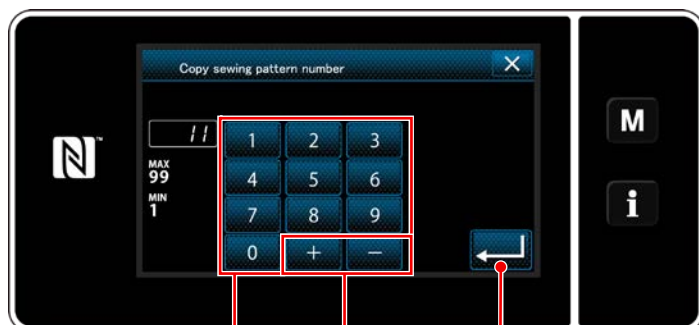 Copy sewing pattern number
11
1 2 3
MAX
99
4 5 6
MIN
1
7 8 9
0 + −
M
i